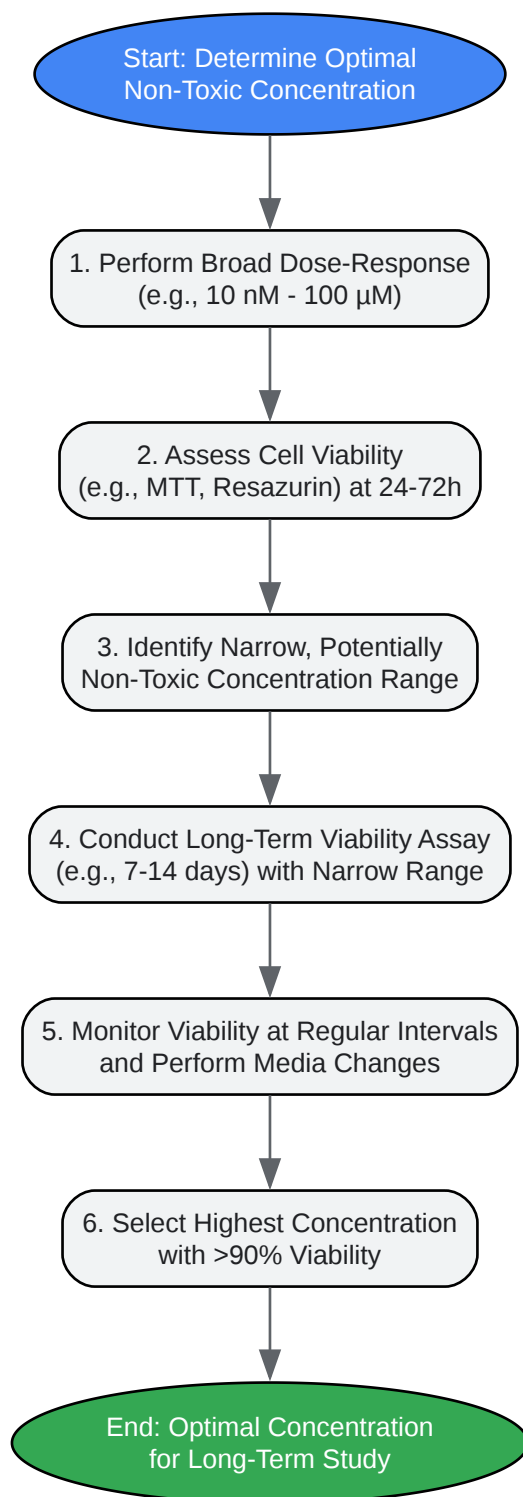 Start: Determine Optimal
Non-Toxic Concentration
1. Perform Broad Dose-Response
(e.g., 10 nM - 100 µM)
2. Assess Cell Viability
(e.g., MTT, Resazurin) at 24-72h
3. Identify Narrow, Potentially
Non-Toxic Concentration Range
4. Conduct Long-Term Viability Assay
(e.g., 7-14 days) with Narrow Range
5. Monitor Viability at Regular Intervals
and Perform Media Changes
6. Select Highest Concentration
with >90% Viability
End: Optimal Concentration
for Long-Term Study